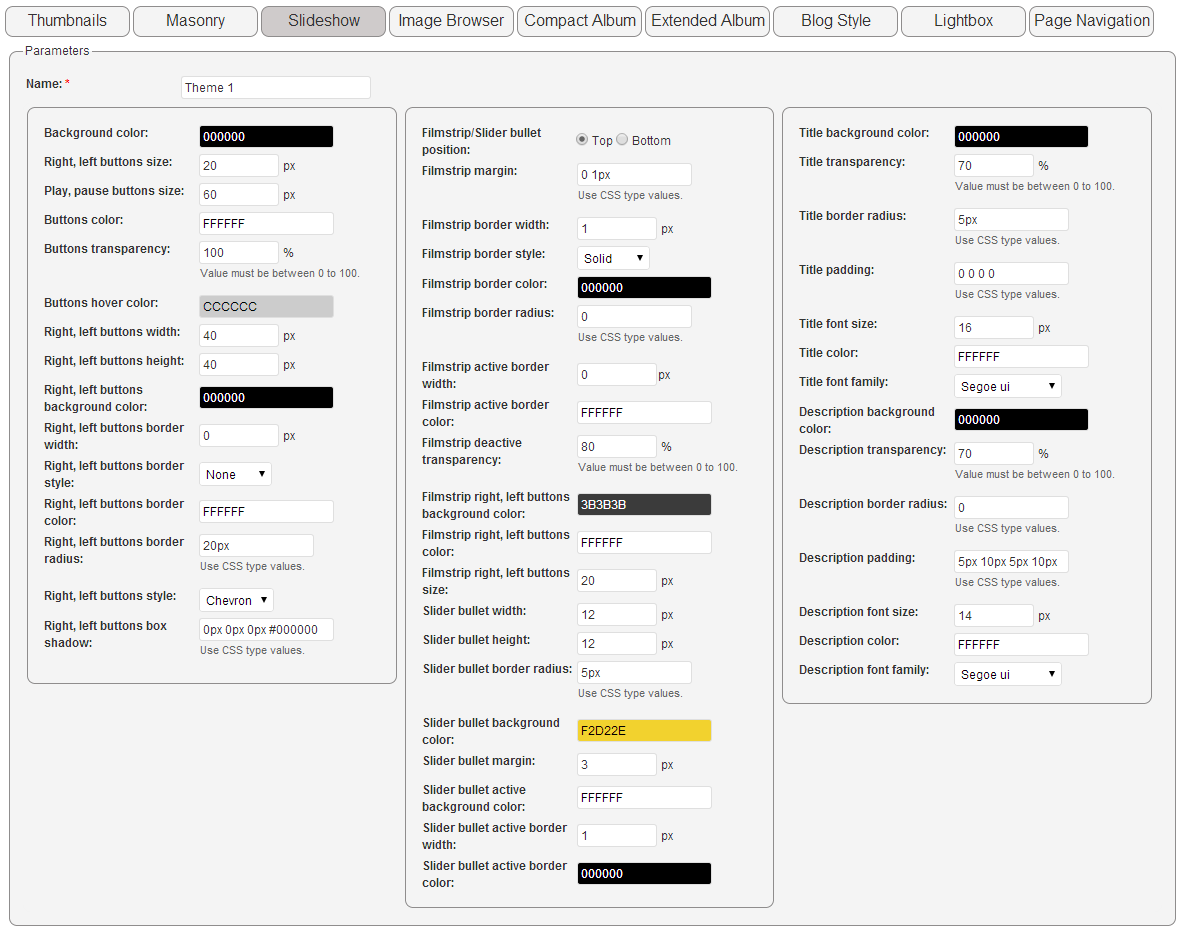 Thumbnails
Masonry
Slideshow
Image Browser
Compact Album
Extended Album
Blog Style
Lightbox
Page Navigation
Parameters
Name: *
Theme 1
Background color:
000000
Right, left buttons size:
20 px
Play, pause buttons size:
60 px
Buttons color:
FFFFFF
Buttons transparency:
100 %
Value must be between 0 to 100.
Buttons hover color:
CCCCCC
Right, left buttons width:
40 px
Right, left buttons height:
40 px
Right, left buttons
background color:
000000
Right, left buttons border
width:
0 px
Right, left buttons border
style:
None
Right, left buttons border
color:
FFFFFF
Right, left buttons border
radius:
20px
Use CSS type values.
Right, left buttons style:
Chevron
Right, left buttons box
shadow:
0px 0px 0px #000000
Use CSS type values.
Filmstrip/Slider bullet
position:
Top Bottom
Filmstrip margin:
0 1px
Use CSS type values.
Filmstrip border width:
1 px
Filmstrip border style:
Solid
Filmstrip border color:
000000
Filmstrip border radius:
0
Use CSS type values.
Filmstrip active border
width:
0 px
Filmstrip active border
color:
FFFFFF
Filmstrip deactive
transparency:
80 %
Value must be between 0 to 100.
Filmstrip right, left buttons
background color:
3B3B3B
Filmstrip right, left buttons
color:
FFFFFF
Filmstrip right, left buttons
size:
20 px
Slider bullet width:
12 px
Slider bullet height:
12 px
Slider bullet border radius:
5px
Use CSS type values.
Slider bullet background
color:
F2D22E
Slider bullet margin:
3 px
Slider bullet active
background color:
FFFFFF
Slider bullet active border
width:
1 px
Slider bullet active border
color:
000000
Title background color:
000000
Title transparency:
70 %
Value must be between 0 to 100.
Title border radius:
5px
Use CSS type values.
Title padding:
0 0 0 0
Use CSS type values.
Title font size:
16 px
Title color:
FFFFFF
Title font family:
Segoe ui
Description background
color:
000000
Description transparency:
70 %
Value must be between 0 to 100.
Description border radius:
0
Use CSS type values.
Description padding:
5px 10px 5px 10px
Use CSS type values.
Description font size:
14 px
Description color:
FFFFFF
Description font family:
Segoe ui